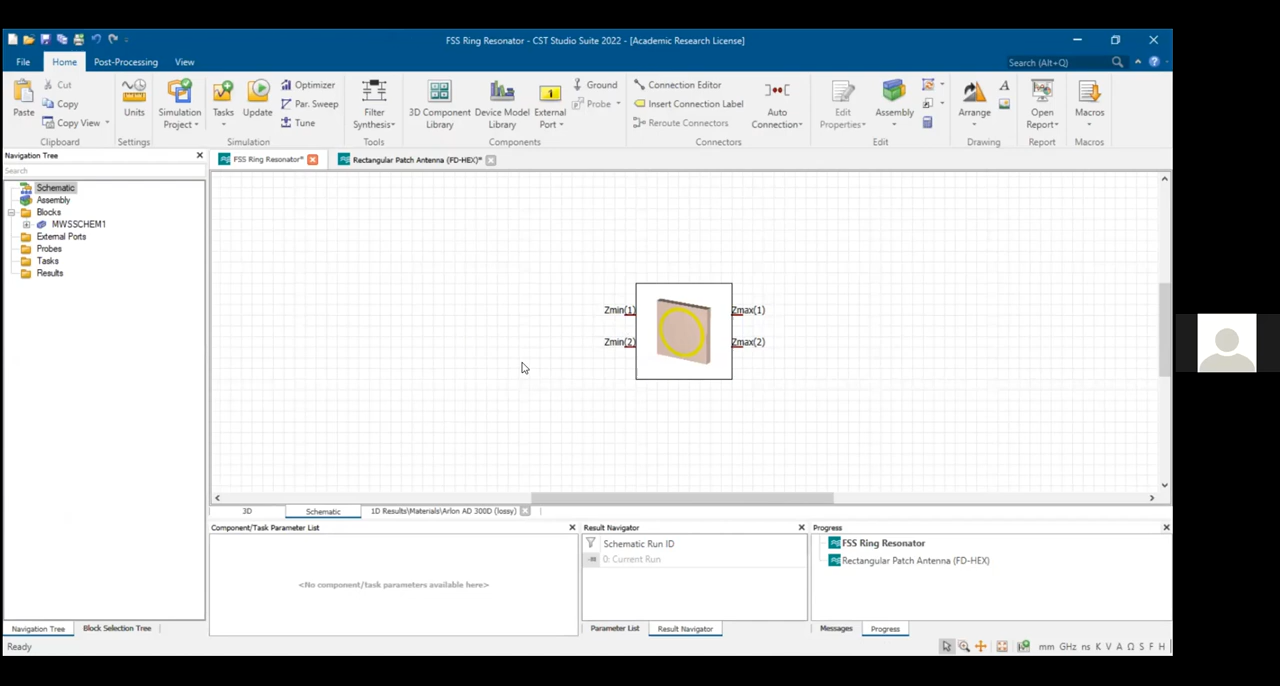 FSS Ring Resonator - CST Studio Suite 2022 - [Academic Research License]
File Home Post-Processing View Search (Alt+Q)
Paste
Cut
Copy
Copy View
Clipboard
Units
Settings
Simulation Project
Tasks
Update
Optimizer
Par. Sweep
Tune
Simulation
Filter Synthesis
Tools
3D Component Library
Device Model Library
1
External Port
Ground
Probe
Components
Connection Editor
Insert Connection Label
Reroute Connectors
Auto Connection
Connectors
Edit Properties
Assembly
Edit
Arrange
A
Drawing
Open Report
Report
Macros
Macros
Navigation Tree
Search
Schematic
Assembly
Blocks
MWSSCHEM1
External Ports
Probes
Tasks
Results
FSS Ring Resonator*
Rectangular Patch Antenna (FD-HEX)*
Zmin(1) Zmax(1)
Zmin(2) Zmax(2)
3D Schematic 1D Results\Materials\Arlon AD 300D (lossy)
Component/Task Parameter List
<No component/task parameters available here>
Result Navigator
Schematic Run ID
0: Current Run
Progress
FSS Ring Resonator
Rectangular Patch Antenna (FD-HEX)
Navigation Tree Block Selection Tree
Parameter List Result Navigator
Messages Progress
Ready
mm GHz ns K V A Ω S F H